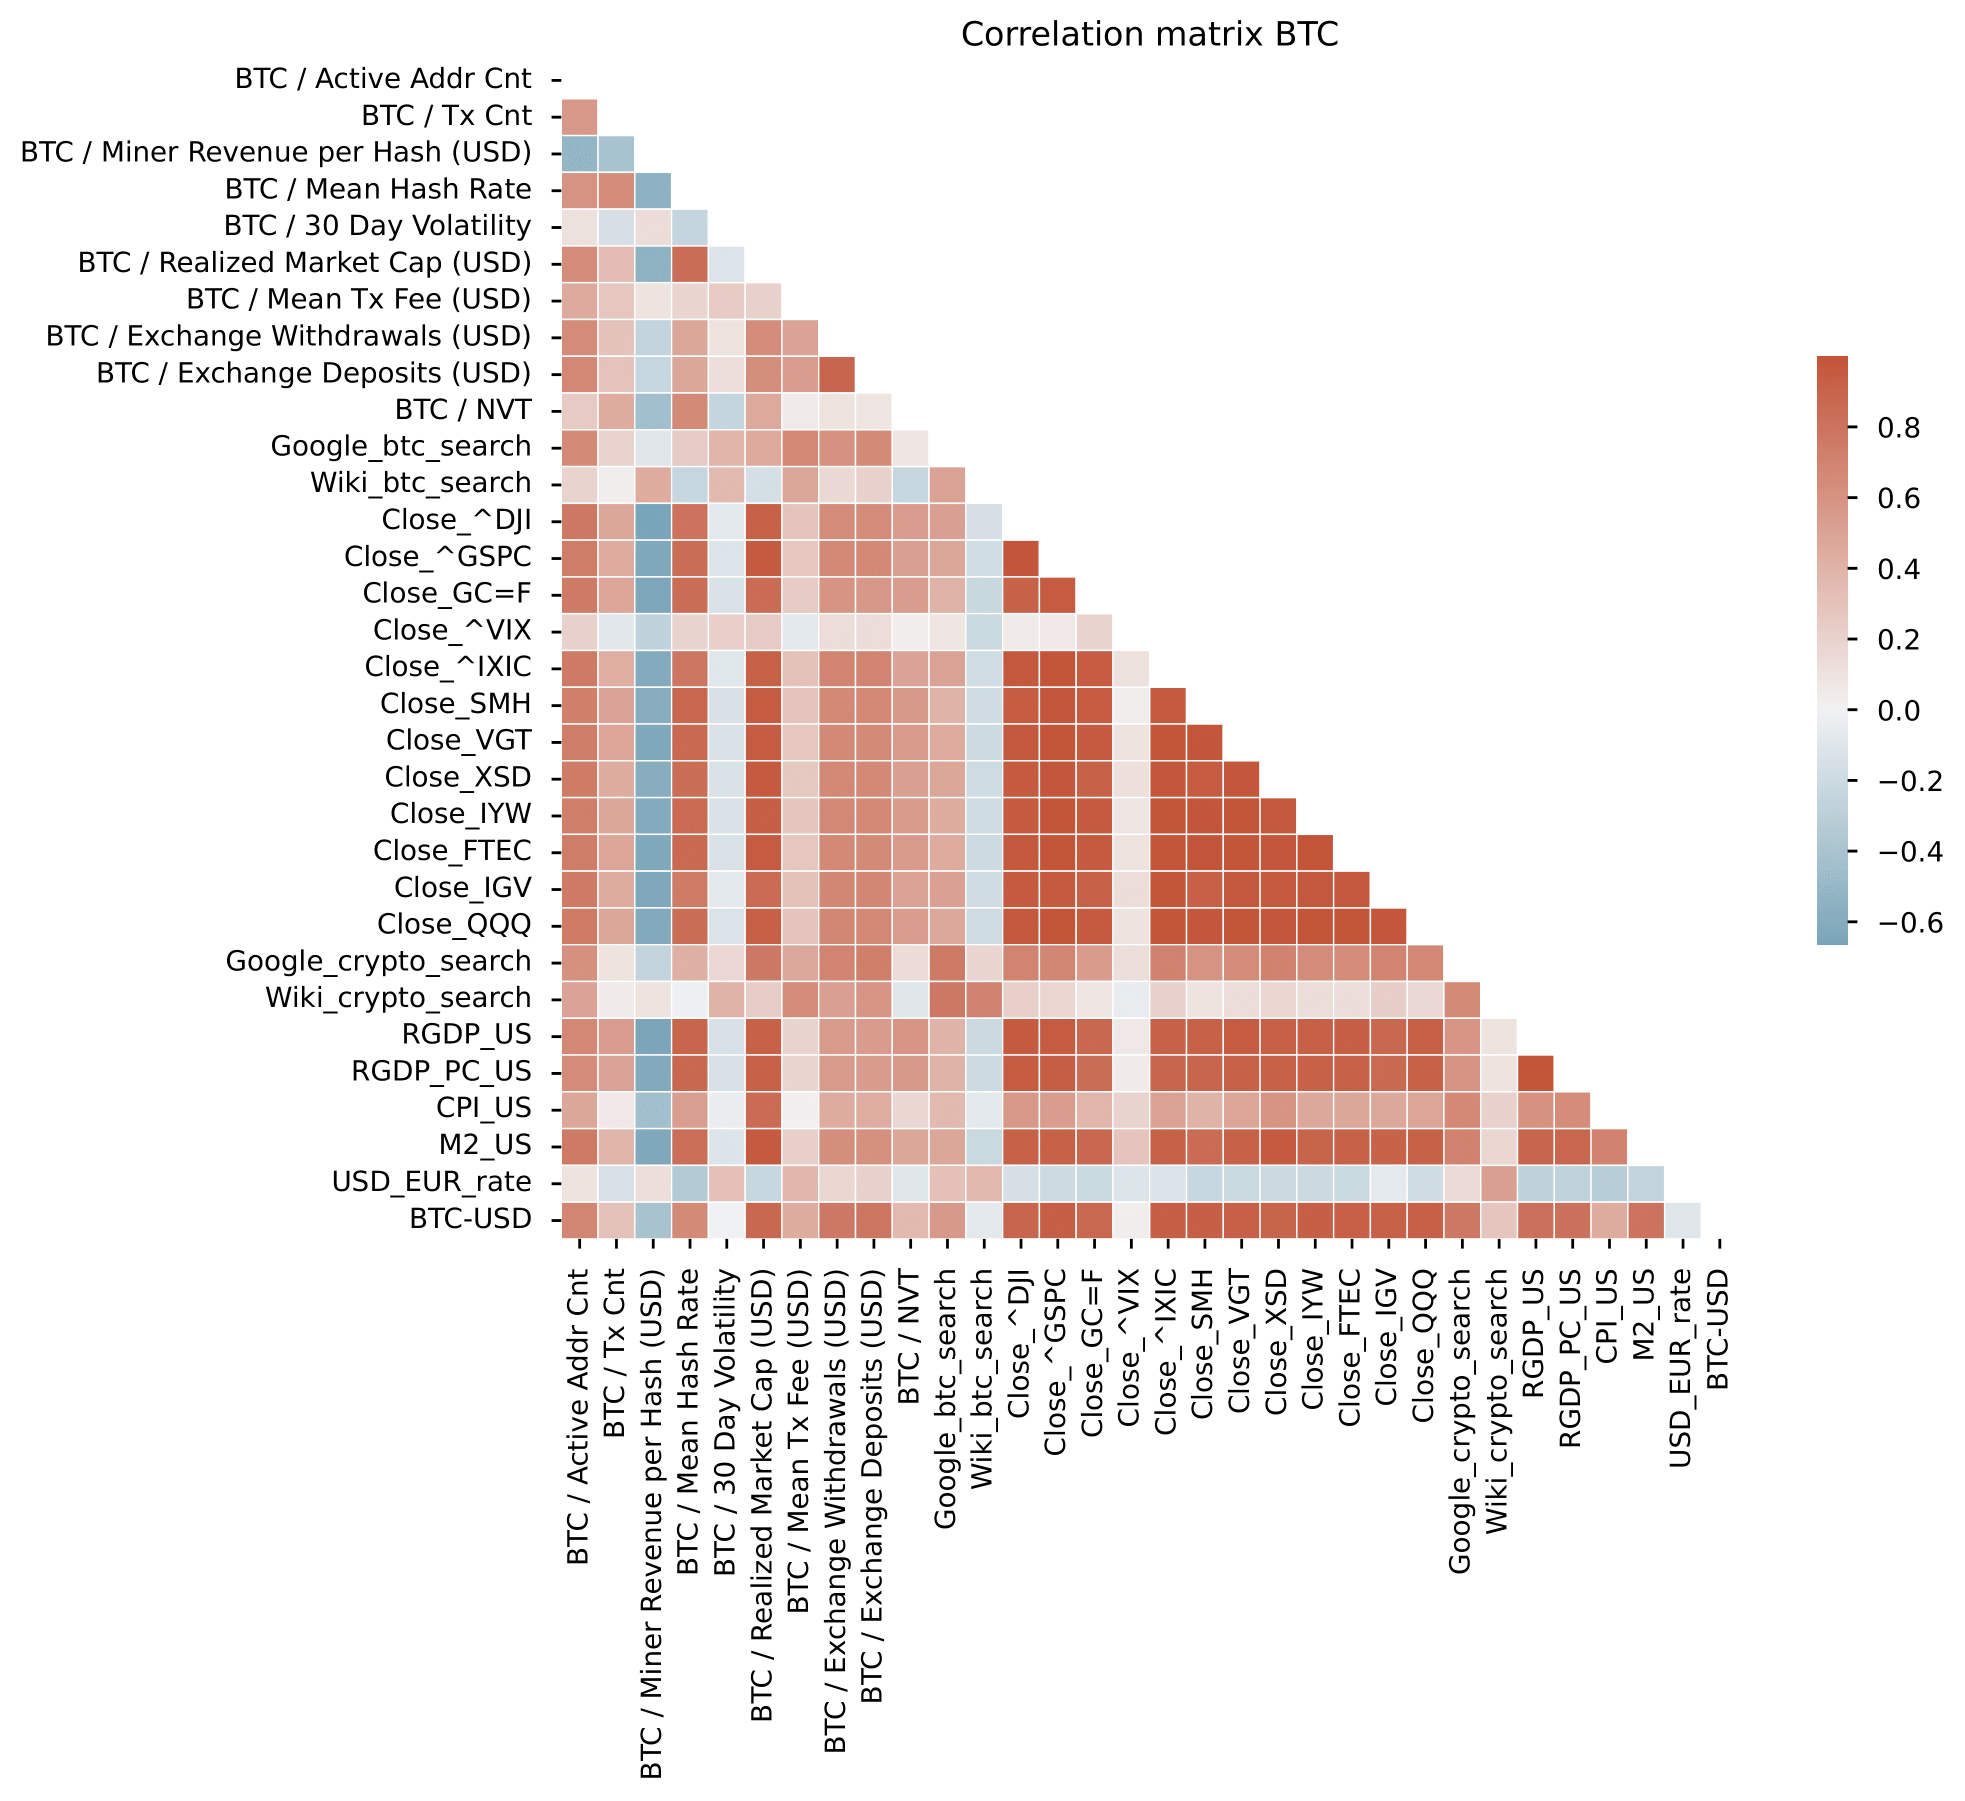 Correlation matrix BTC
BTC / Active Addr Cnt
BTC / Tx Cnt
BTC / Miner Revenue per Hash (USD)
BTC / Mean Hash Rate
BTC / 30 Day Volatility
BTC / Realized Market Cap (USD)
BTC / Mean Tx Fee (USD)
BTC / Exchange Withdrawals (USD)
BTC / Exchange Deposits (USD)
BTC / NVT
Google_btc_search
Wiki_btc_search
Close_^DJI
Close_^GSPC
Close_GC=F
Close_^VIX
Close_^IXIC
Close_SMH
Close_VGT
Close_XSD
Close_IYW
Close_FTEC
Close_IGV
Close_QQQ
Google_crypto_search
Wiki_crypto_search
RGDP_US
RGDP_PC_US
CPI_US
M2_US
USD_EUR_rate
BTC-USD
BTC / Active Addr Cnt
BTC / Tx Cnt
BTC / Miner Revenue per Hash (USD)
BTC / Mean Hash Rate
BTC / 30 Day Volatility
BTC / Realized Market Cap (USD)
BTC / Mean Tx Fee (USD)
BTC / Exchange Withdrawals (USD)
BTC / Exchange Deposits (USD)
BTC / NVT
Google_btc_search
Wiki_btc_search
Close_^DJI
Close_^GSPC
Close_GC=F
Close_^VIX
Close_^IXIC
Close_SMH
Close_VGT
Close_XSD
Close_IYW
Close_FTEC
Close_IGV
Close_QQQ
Google_crypto_search
Wiki_crypto_search
RGDP_US
RGDP_PC_US
CPI_US
M2_US
USD_EUR_rate
BTC-USD
0.8
0.6
0.4
0.2
0.0
−0.2
−0.4
−0.6